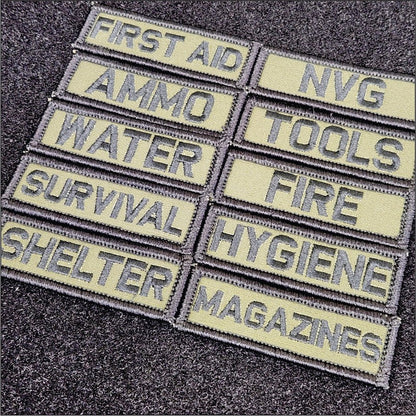 FIRST AID
AMMO
WATER
SURVIVAL
SHELTER
NVG
TOOLS
FIRE
HYGIENE
MAGAZINES